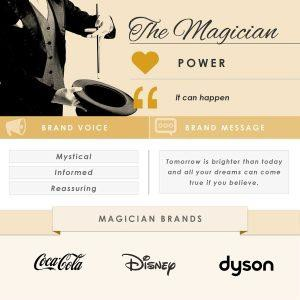 The Magician
POWER
It can happen
BRAND VOICE
BRAND MESSAGE
Mystical
Informed
Reassuring
Tomorrow is brighter than today
and all your dreams can come
true if you believe.
MAGICIAN BRANDS
Coca-Cola
Disney
dyson